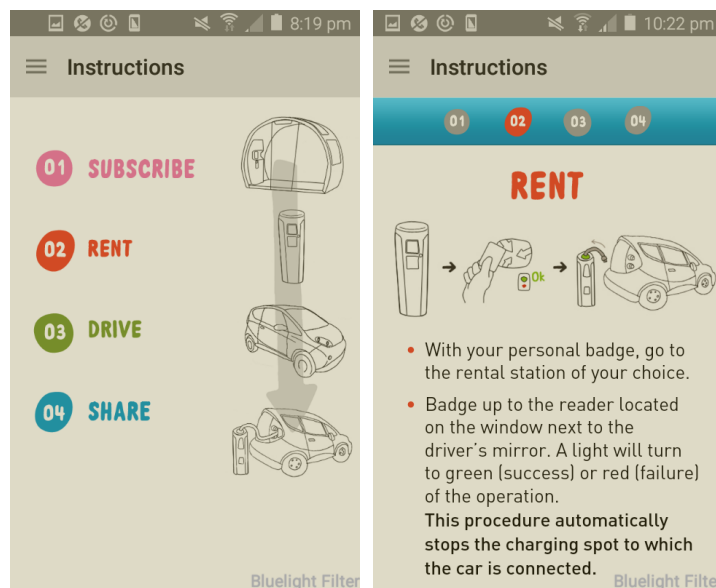 8:19 pm
Instructions
01 SUBSCRIBE
02 RENT
03 DRIVE
04 SHARE
Bluelight Filter
10:22 pm
Instructions
01 02 03 04
RENT
Ok
• With your personal badge, go to
the rental station of your choice.
• Badge up to the reader located
on the window next to the
driver's mirror. A light will turn
to green (success) or red (failure)
of the operation.
This procedure automatically
stops the charging spot to which
the car is connected.
Bluelight Filte